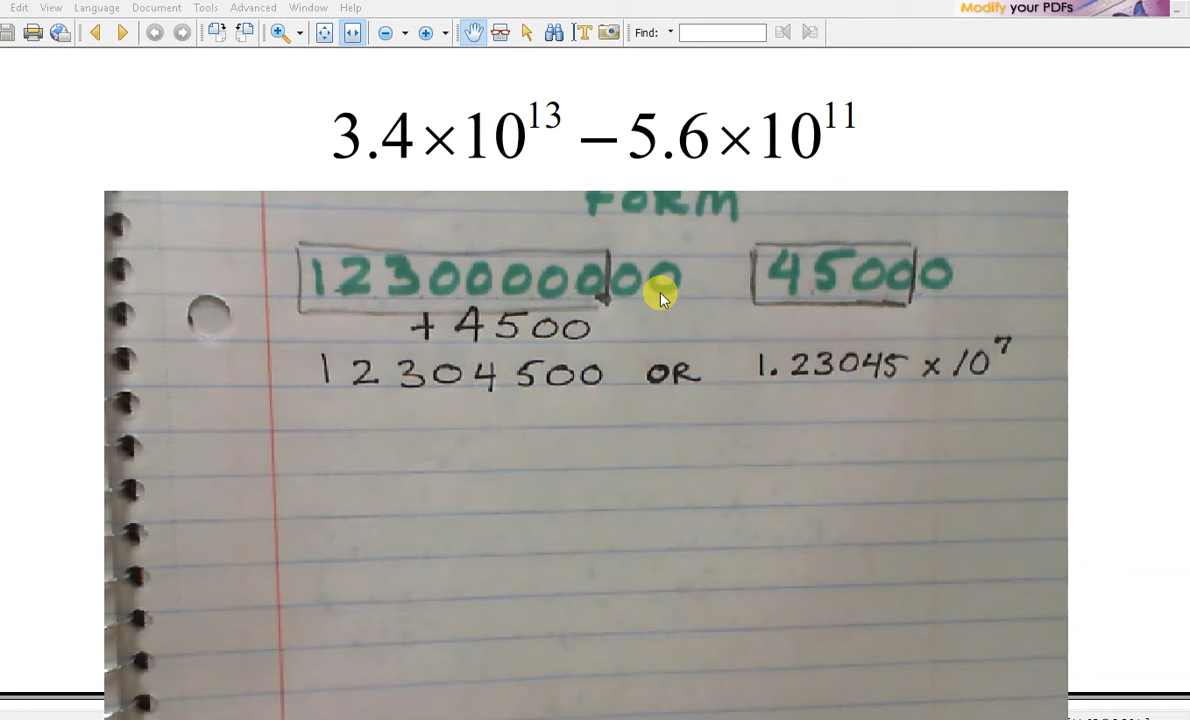 Edit View Language Document Tools Advanced Window Help
Modify your PDFs
Find:
3.4×10¹³ − 5.6×10¹¹
FORM
1230000000 45000
+ 4500
12304500 OR 1.23045 x 10⁷